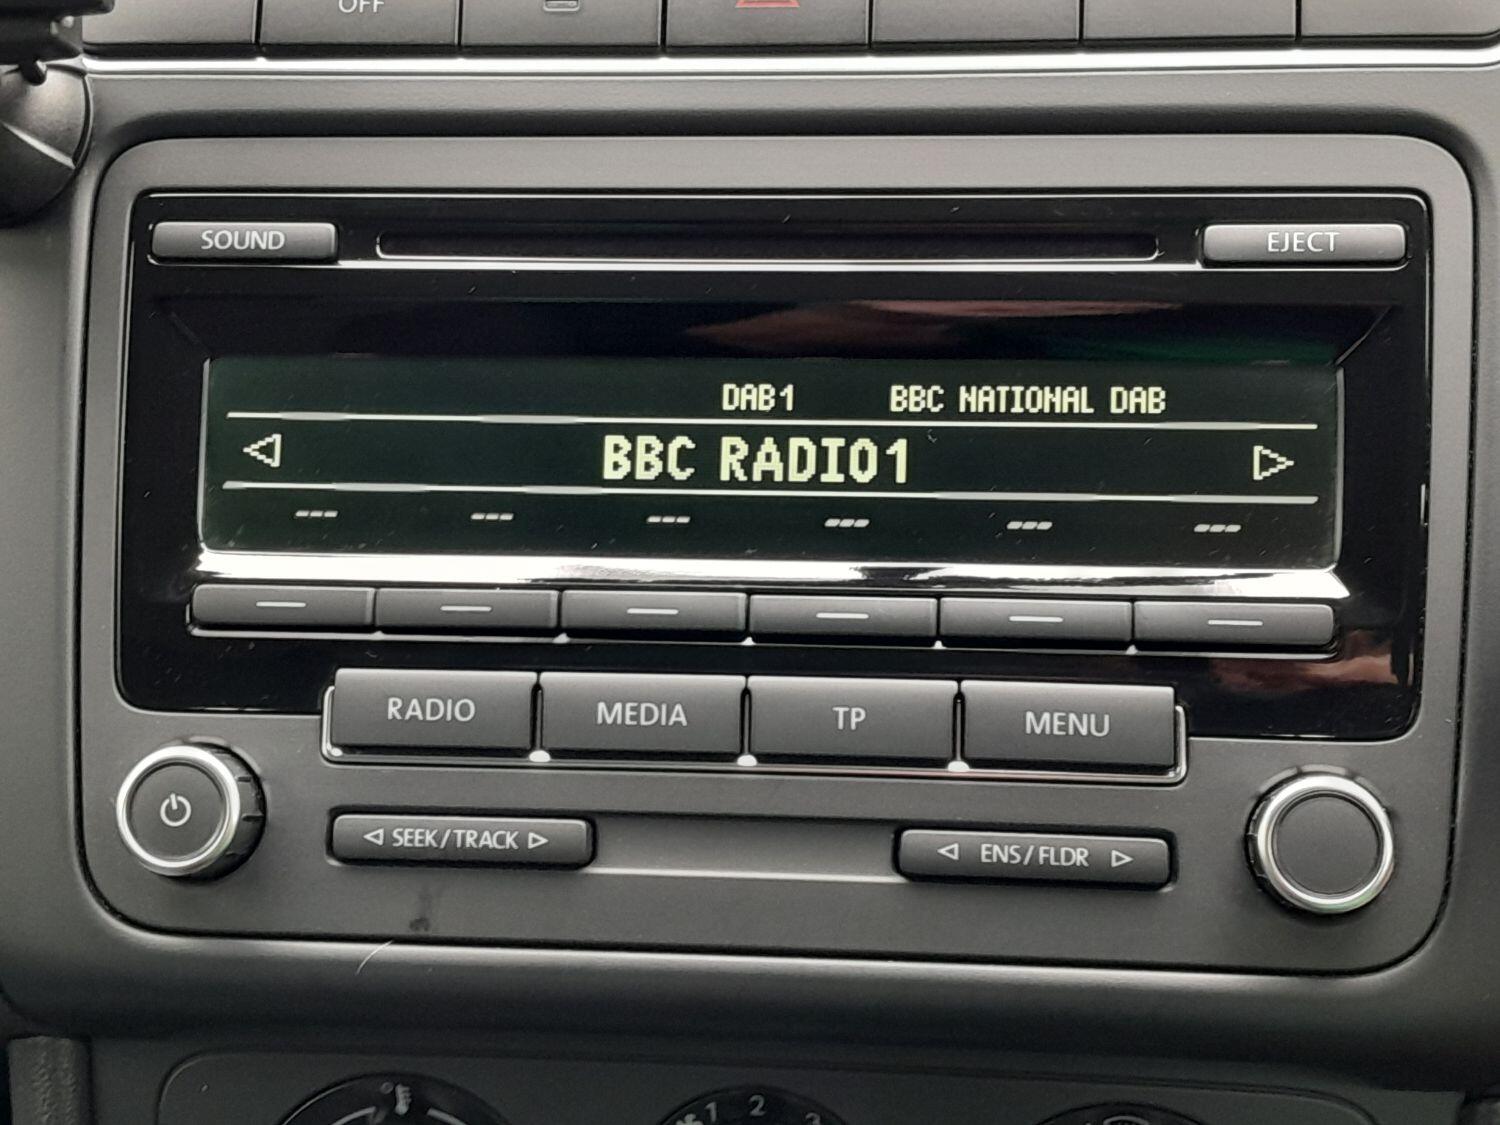 OFF
SOUND
EJECT
DAB1 BBC NATIONAL DAB
BBC RADIO1
--- --- --- --- --- ---
RADIO MEDIA TP MENU
SEEK/TRACK
ENS/FLDR
1 2 3